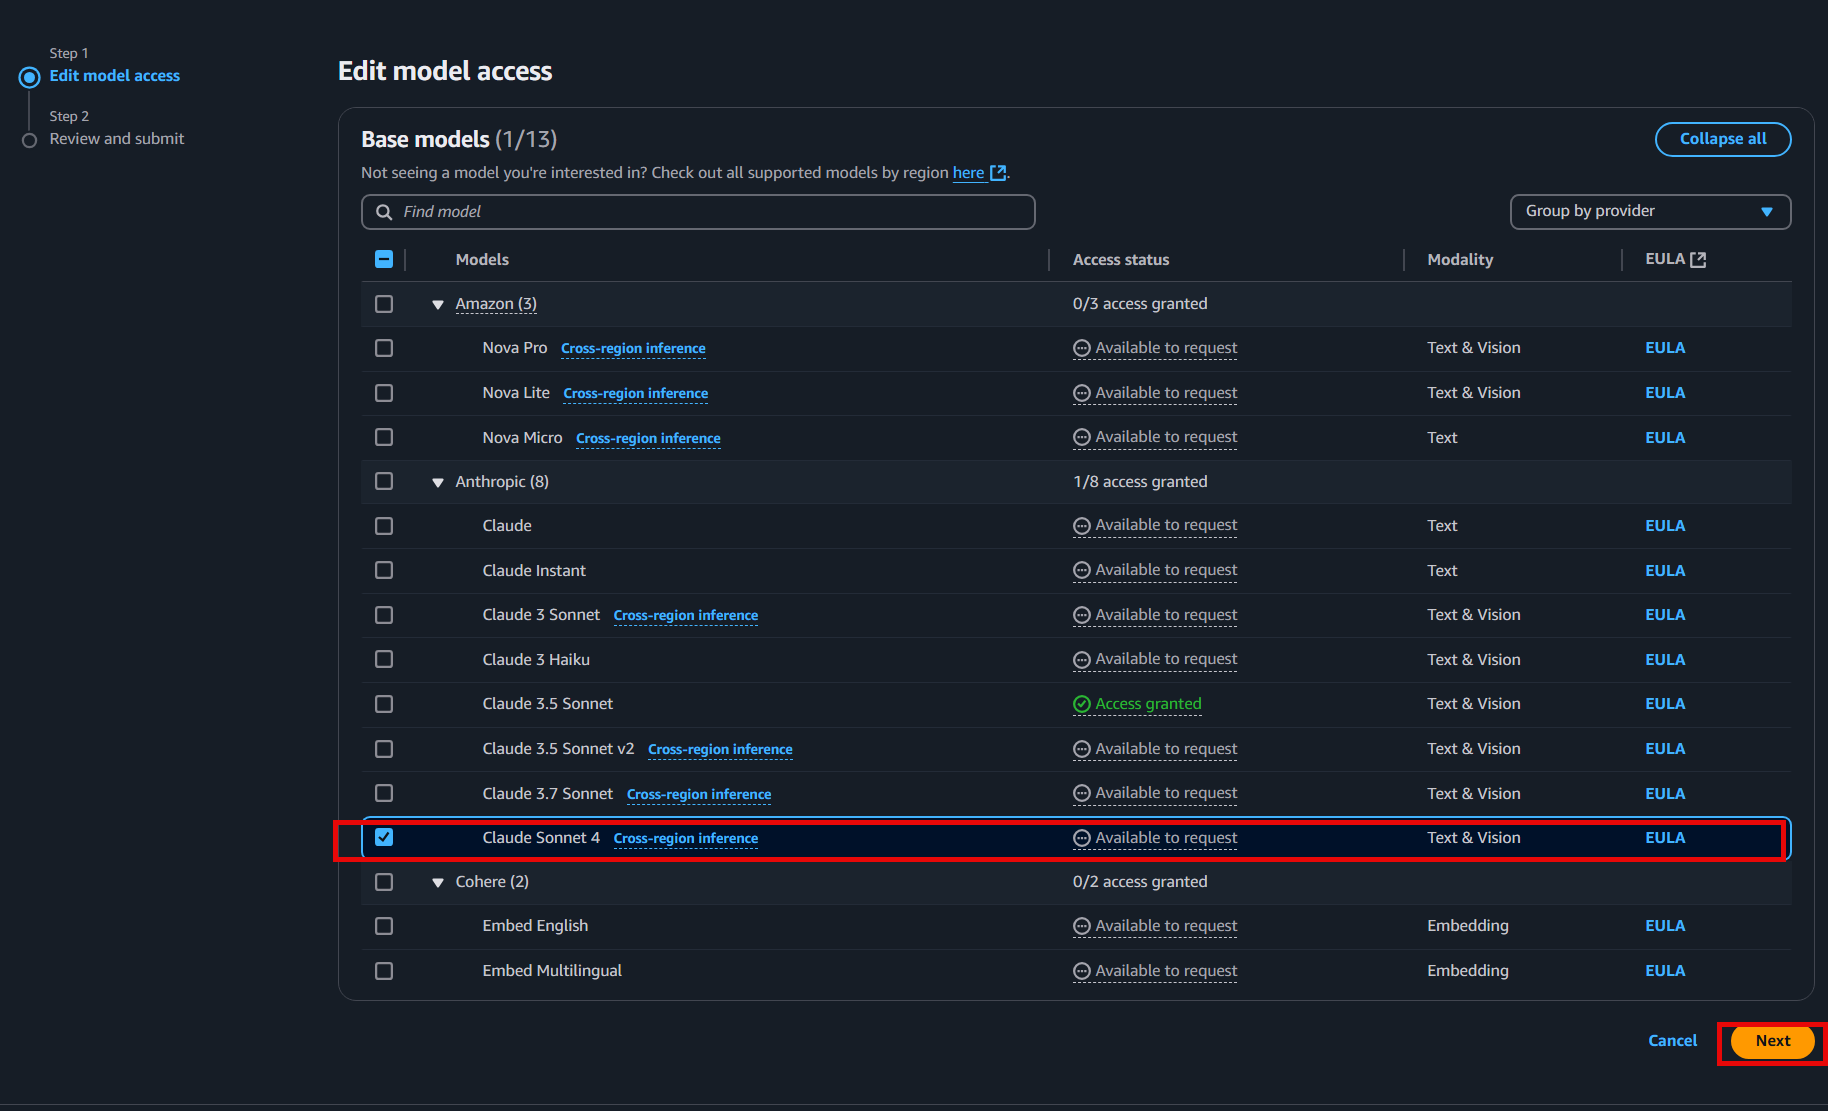 Step 1
Edit model access
Step 2
Review and submit
Edit model access
Base models (1/13)
Collapse all
Not seeing a model you're interested in? Check out all supported models by region here.
Find model
Group by provider
Models Access status Modality EULA
Amazon (3) 0/3 access granted
Nova Pro Cross-region inference Available to request Text & Vision EULA
Nova Lite Cross-region inference Available to request Text & Vision EULA
Nova Micro Cross-region inference Available to request Text EULA
Anthropic (8) 1/8 access granted
Claude Available to request Text EULA
Claude Instant Available to request Text EULA
Claude 3 Sonnet Cross-region inference Available to request Text & Vision EULA
Claude 3 Haiku Available to request Text & Vision EULA
Claude 3.5 Sonnet Access granted Text & Vision EULA
Claude 3.5 Sonnet v2 Cross-region inference Available to request Text & Vision EULA
Claude 3.7 Sonnet Cross-region inference Available to request Text & Vision EULA
Claude Sonnet 4 Cross-region inference Available to request Text & Vision EULA
Cohere (2) 0/2 access granted
Embed English Available to request Embedding EULA
Embed Multilingual Available to request Embedding EULA
Cancel Next